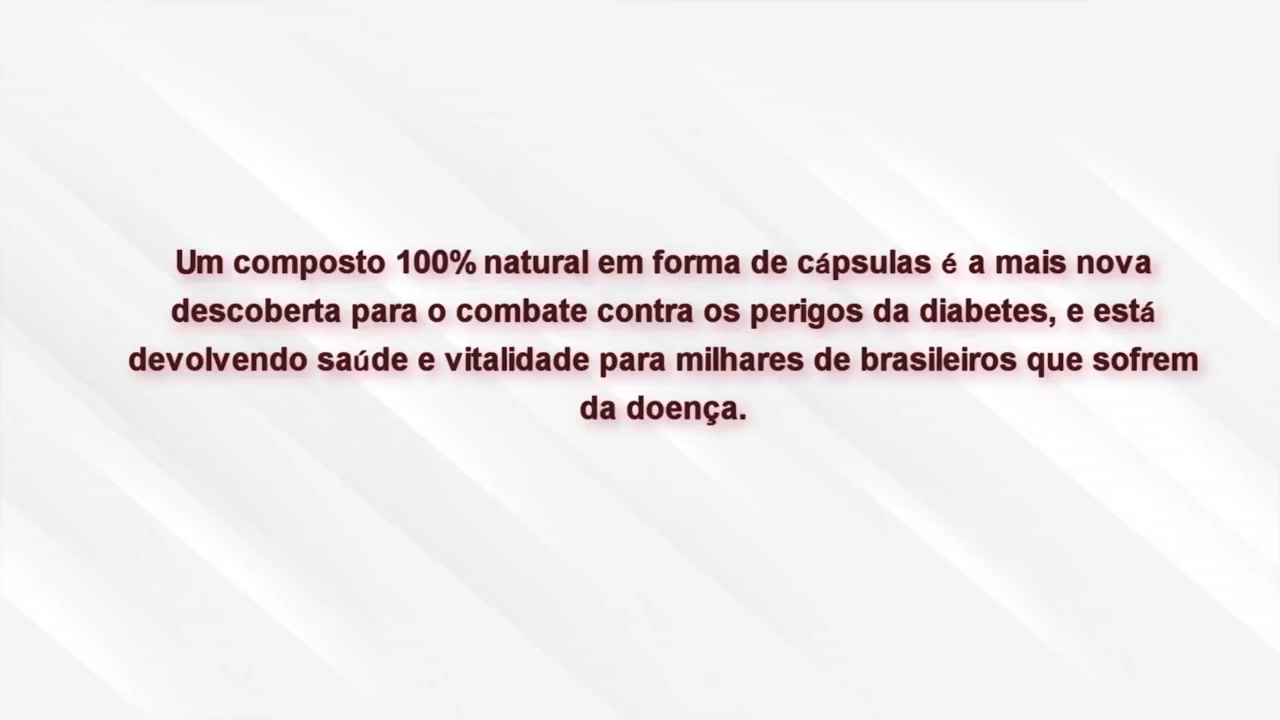 Um composto 100% natural em forma de cápsulas é a mais nova
descoberta para o combate contra os perigos da diabetes, e está
devolvendo saúde e vitalidade para milhares de brasileiros que sofrem
da doença.